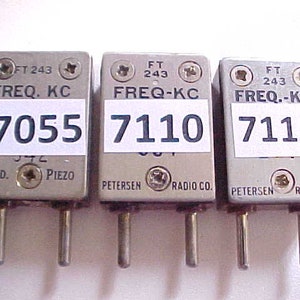 FT 243
FREQ. KC
7055
D. PIEZO
FT
243
FREQ-KC
7110
PETERSEN RADIO CO.
FT
243
FREQ.-K
711
PETERSEN RADI